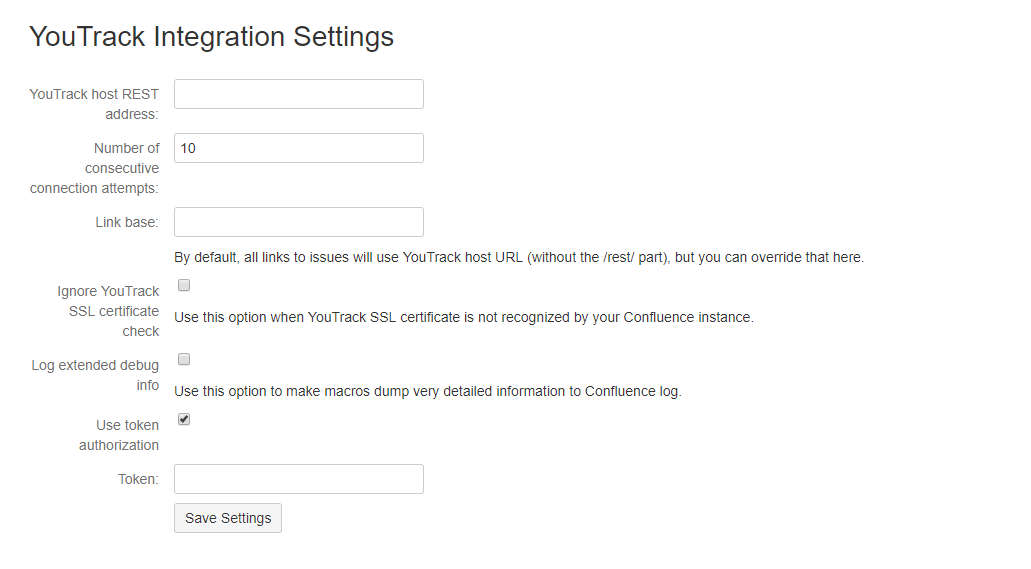 YouTrack Integration Settings
YouTrack host REST
address:
Number of
consecutive
connection attempts:
10
Link base:
By default, all links to issues will use YouTrack host URL (without the /rest/ part), but you can override that here.
Ignore YouTrack
SSL certificate
check
Use this option when YouTrack SSL certificate is not recognized by your Confluence instance.
Log extended debug
info
Use this option to make macros dump very detailed information to Confluence log.
Use token
authorization
Token:
Save Settings